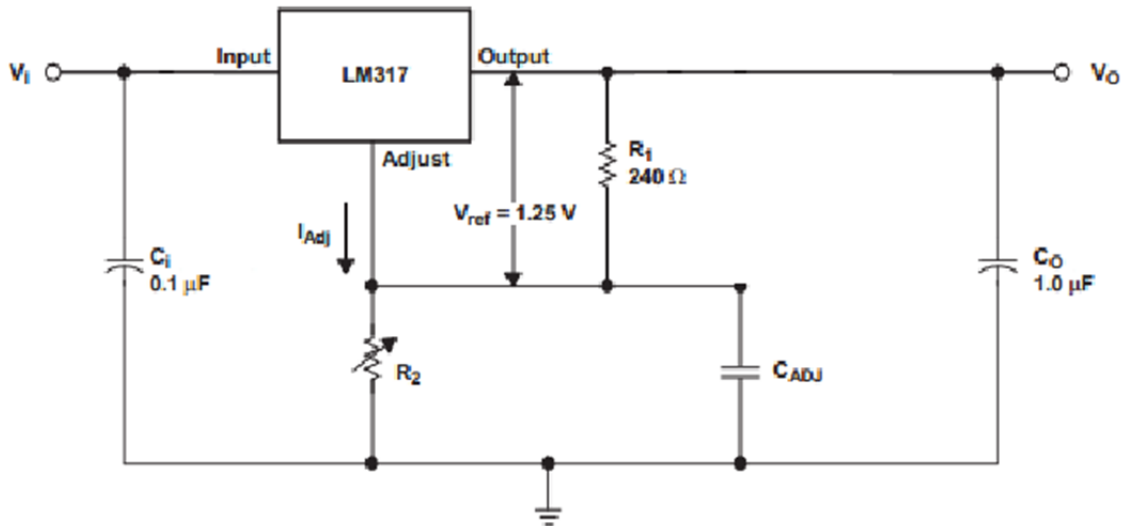 Vi
Input
LM317
Output
VO
Adjust
R1
240 Ω
Vref = 1.25 V
IAdj
Ci
0.1 μF
CO
1.0 μF
R2
CADJ